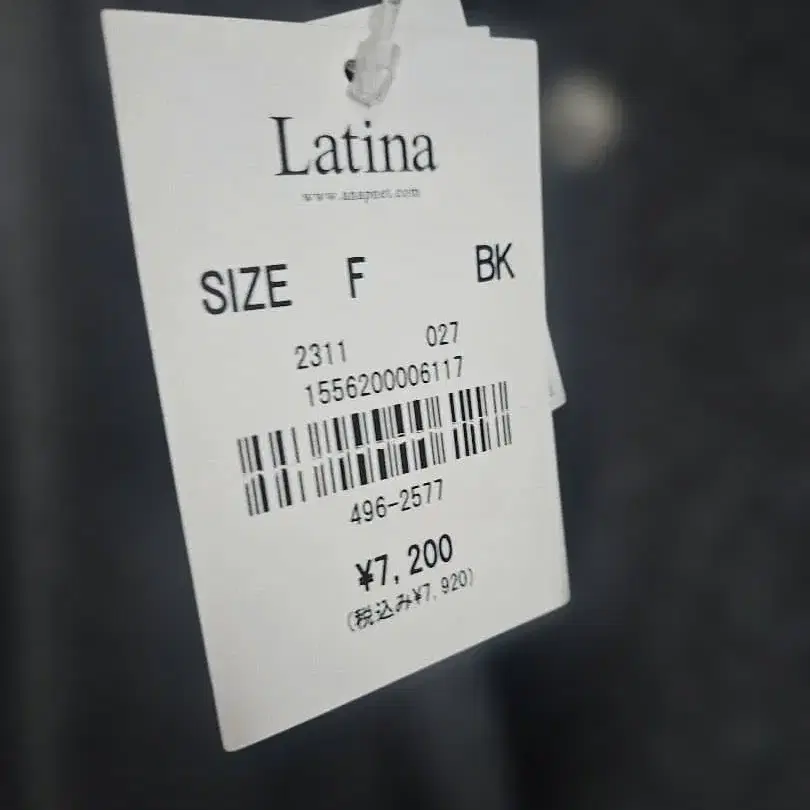 Latina
www.anapnet.com
SIZE F BK
2311 027
1556200006117
496-2577
¥7,200
(税込み¥7,920)